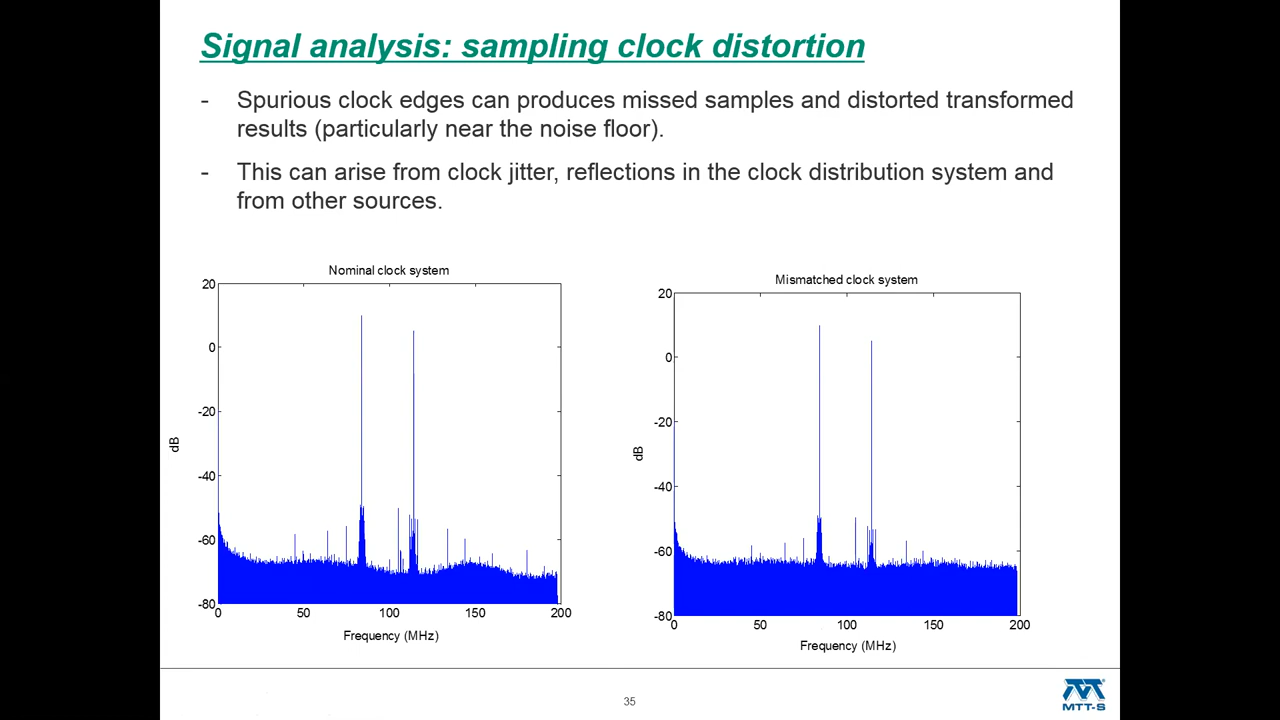 Signal analysis: sampling clock distortion
- Spurious clock edges can produces missed samples and distorted transformed
results (particularly near the noise floor).
- This can arise from clock jitter, reflections in the clock distribution system and
from other sources.
Nominal clock system
20
0
-20
-40
-60
-80
dB
0 50 100 150 200
Frequency (MHz)
Mismatched clock system
20
0
-20
-40
-60
-80
dB
0 50 100 150 200
Frequency (MHz)
35
MTT-S